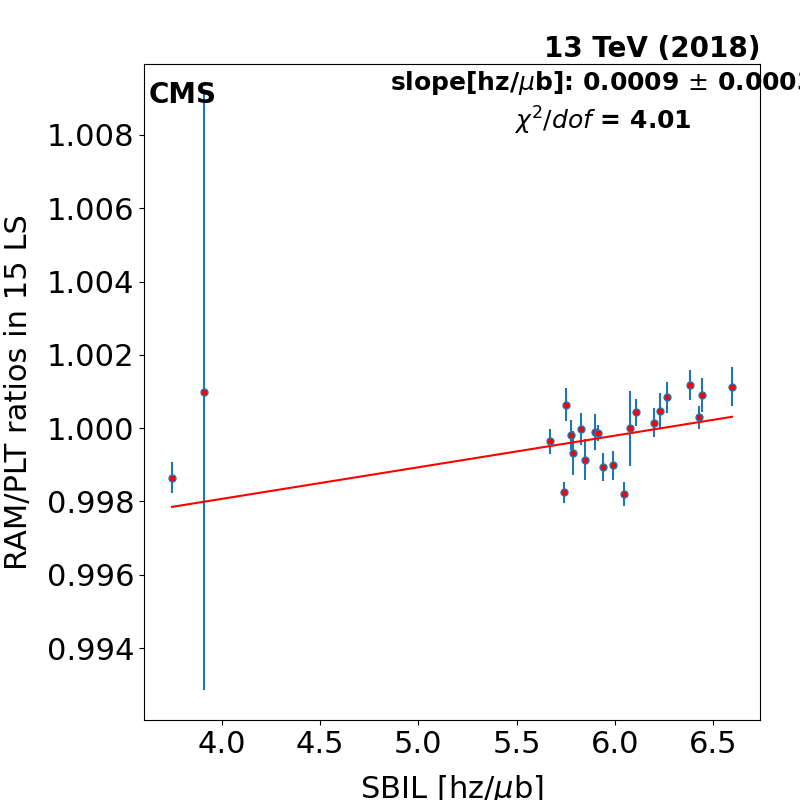 13 TeV (2018)
CMS
slope[hz/μb]: 0.0009 ± 0.0003
χ²/dof = 4.01
RAM/PLT ratios in 15 LS
1.008
1.006
1.004
1.002
1.000
0.998
0.996
0.994
4.0 4.5 5.0 5.5 6.0 6.5
SBIL [hz/μb]